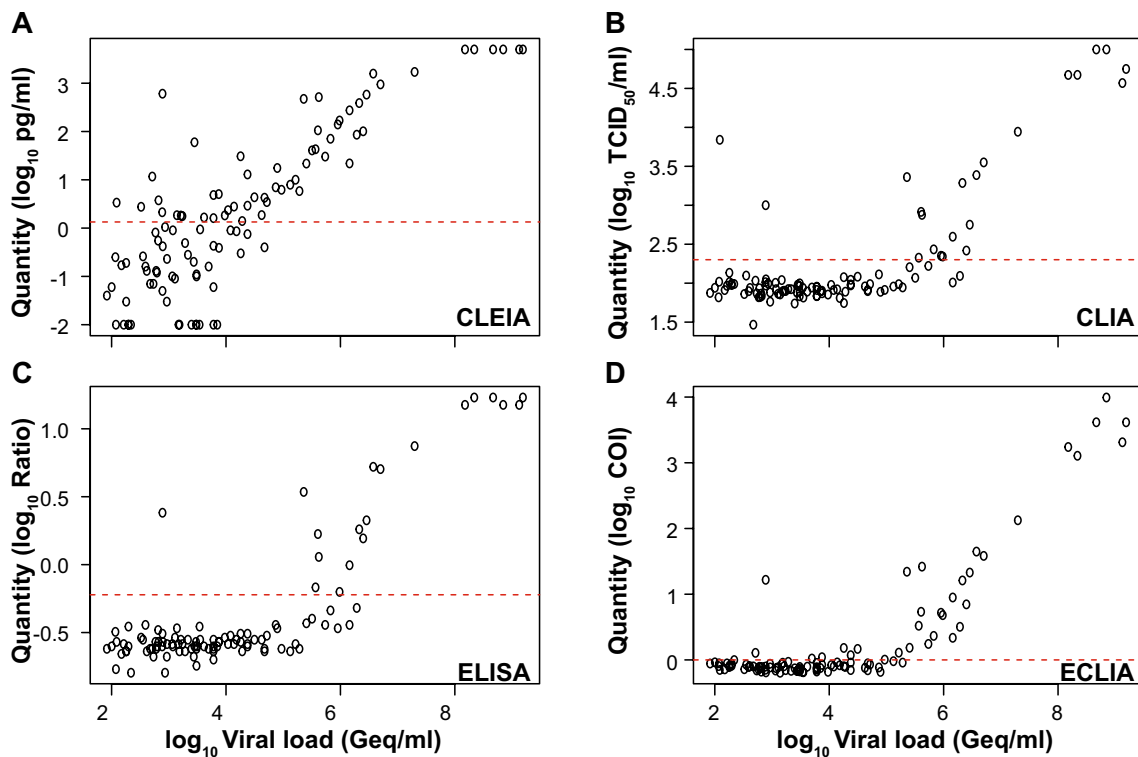 A
Quantity (log10 pg/ml)
3
2
1
0
-1
-2
CLEIA
B
Quantity (log10 TCID50/ml)
4.5
3.5
2.5
1.5
CLIA
C
Quantity (log10 Ratio)
1.0
0.5
0.0
-0.5
ELISA
2 4 6 8
log10 Viral load (Geq/ml)
D
Quantity (log10 COI)
4
3
2
1
0
ECLIA
2 4 6 8
log10 Viral load (Geq/ml)